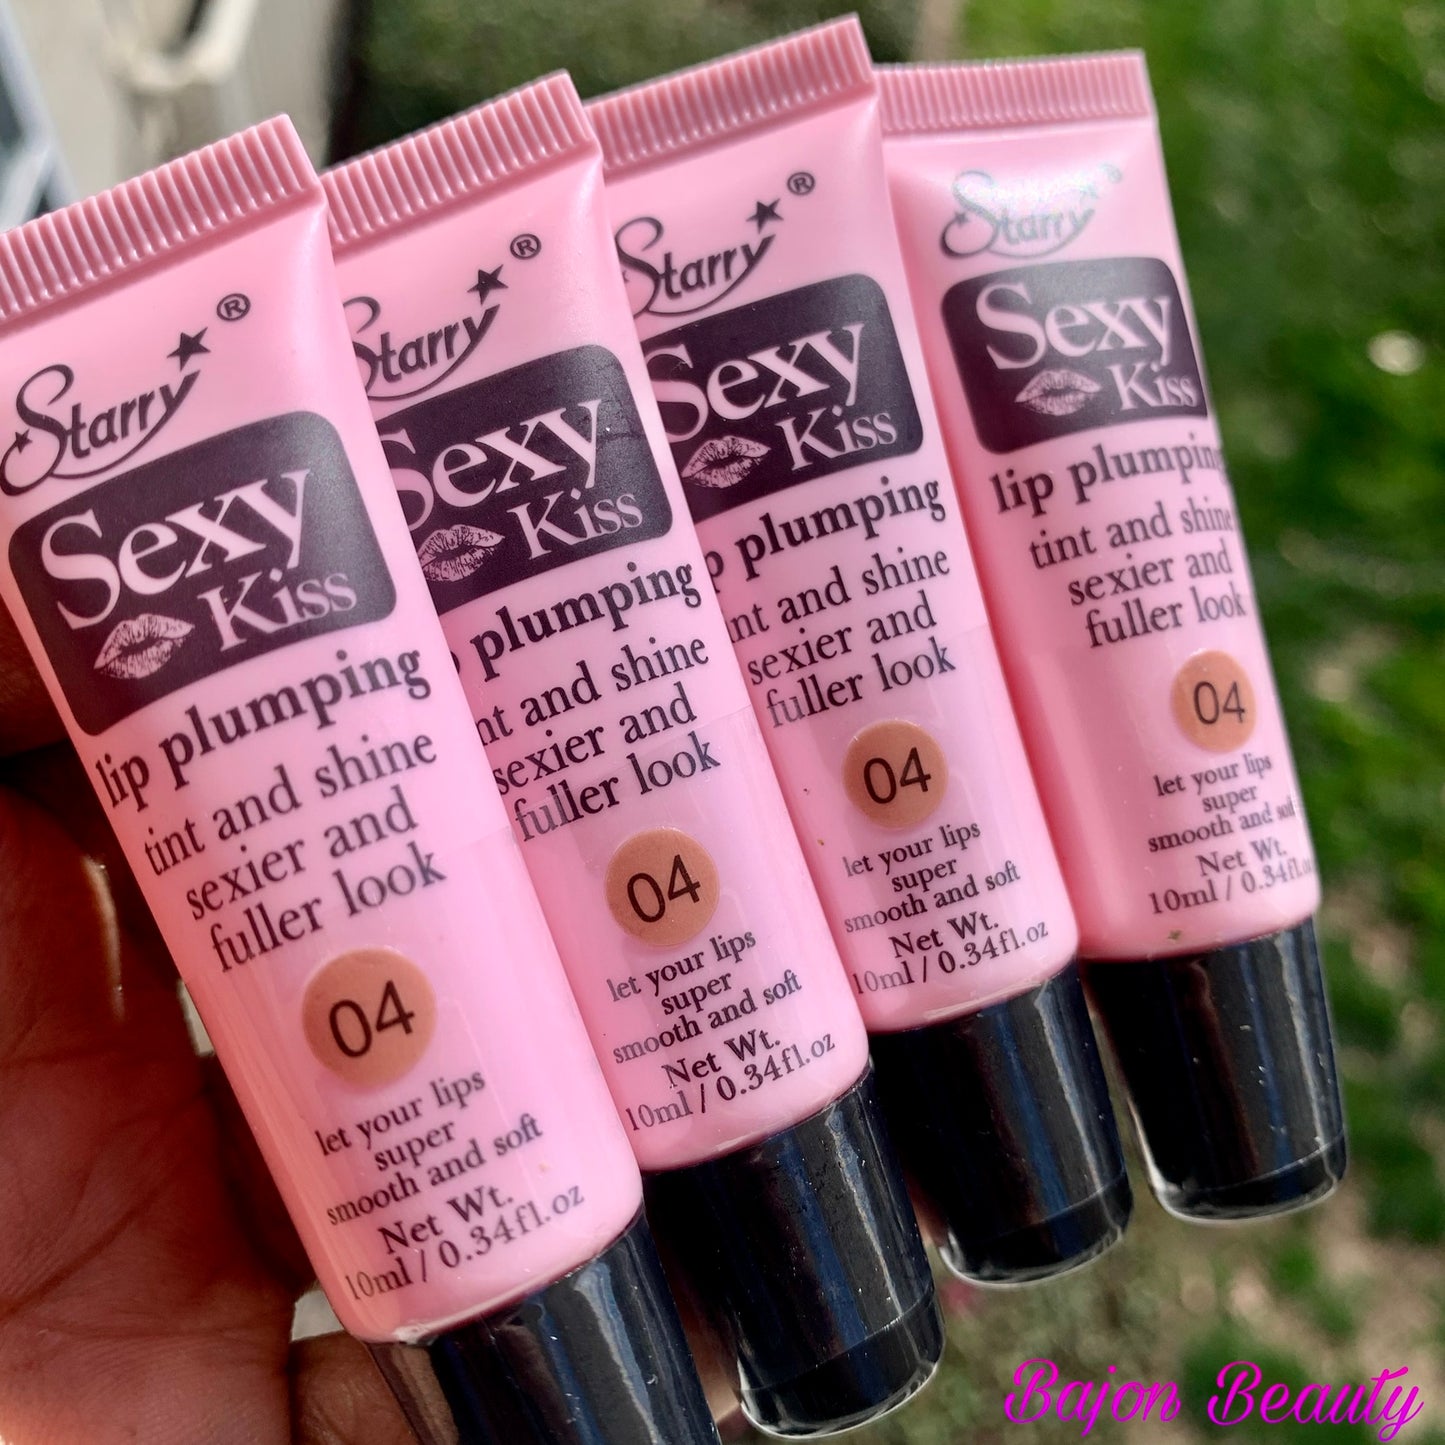 Starry®
Sexy
Kiss
lip plumping
tint and shine
sexier and
fuller look
04
let your lips
super
smooth and soft
Net Wt.
10ml / 0.34fl.oz
Starry®
Sexy
Kiss
plumping
and shine
sexier and
fuller look
04
let your lips
super
smooth and soft
Net Wt.
10ml / 0.34fl.oz
Starry®
Sexy
Kiss
plumping
and shine
sexier and
fuller look
04
let your lips
super
smooth and soft
Net Wt.
10ml / 0.34fl.oz
Starry
Sexy
Kiss
lip plumping
tint and shine
sexier and
fuller look
04
let your lips
super
smooth and soft
Net Wt.
10ml / 0.34fl.oz
Bajon Beauty